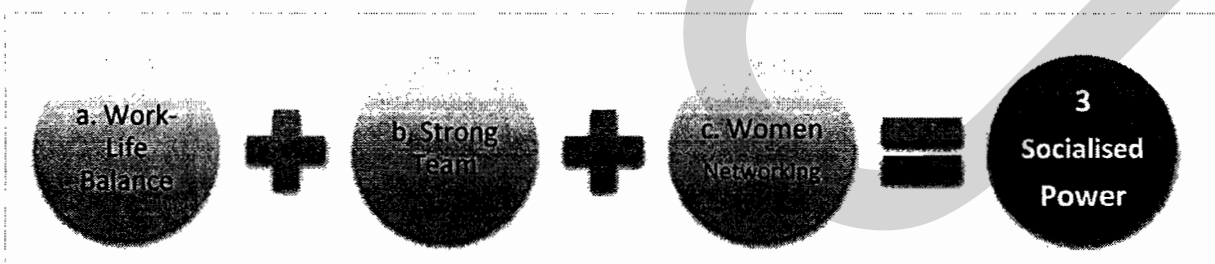 a. Work-
Life
Balance
b. Strong
Team
c. Women
Networking
3
Socialised
Power